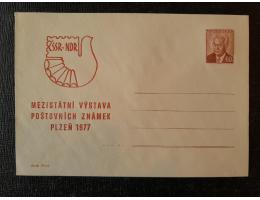 ČSSR-NDR
MEZISTÁTNÍ VÝSTAVA
POŠTOVNÍCH ZNÁMEK
PLZEŇ 1977